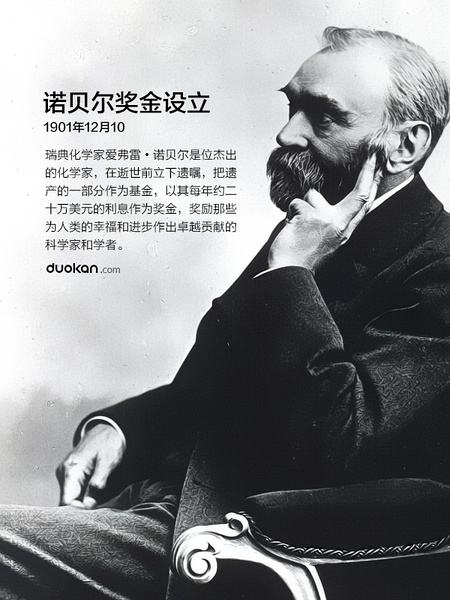 诺贝尔奖金设立
1901年12月10
瑞典化学家爱弗雷·诺贝尔是位杰出
的化学家，在逝世前立下遗嘱，把遗
产的一部分作为基金，以其每年约二
十万美元的利息作为奖金，奖励那些
为人类的幸福和进步作出卓越贡献的
科学家和学者。
duokan.com